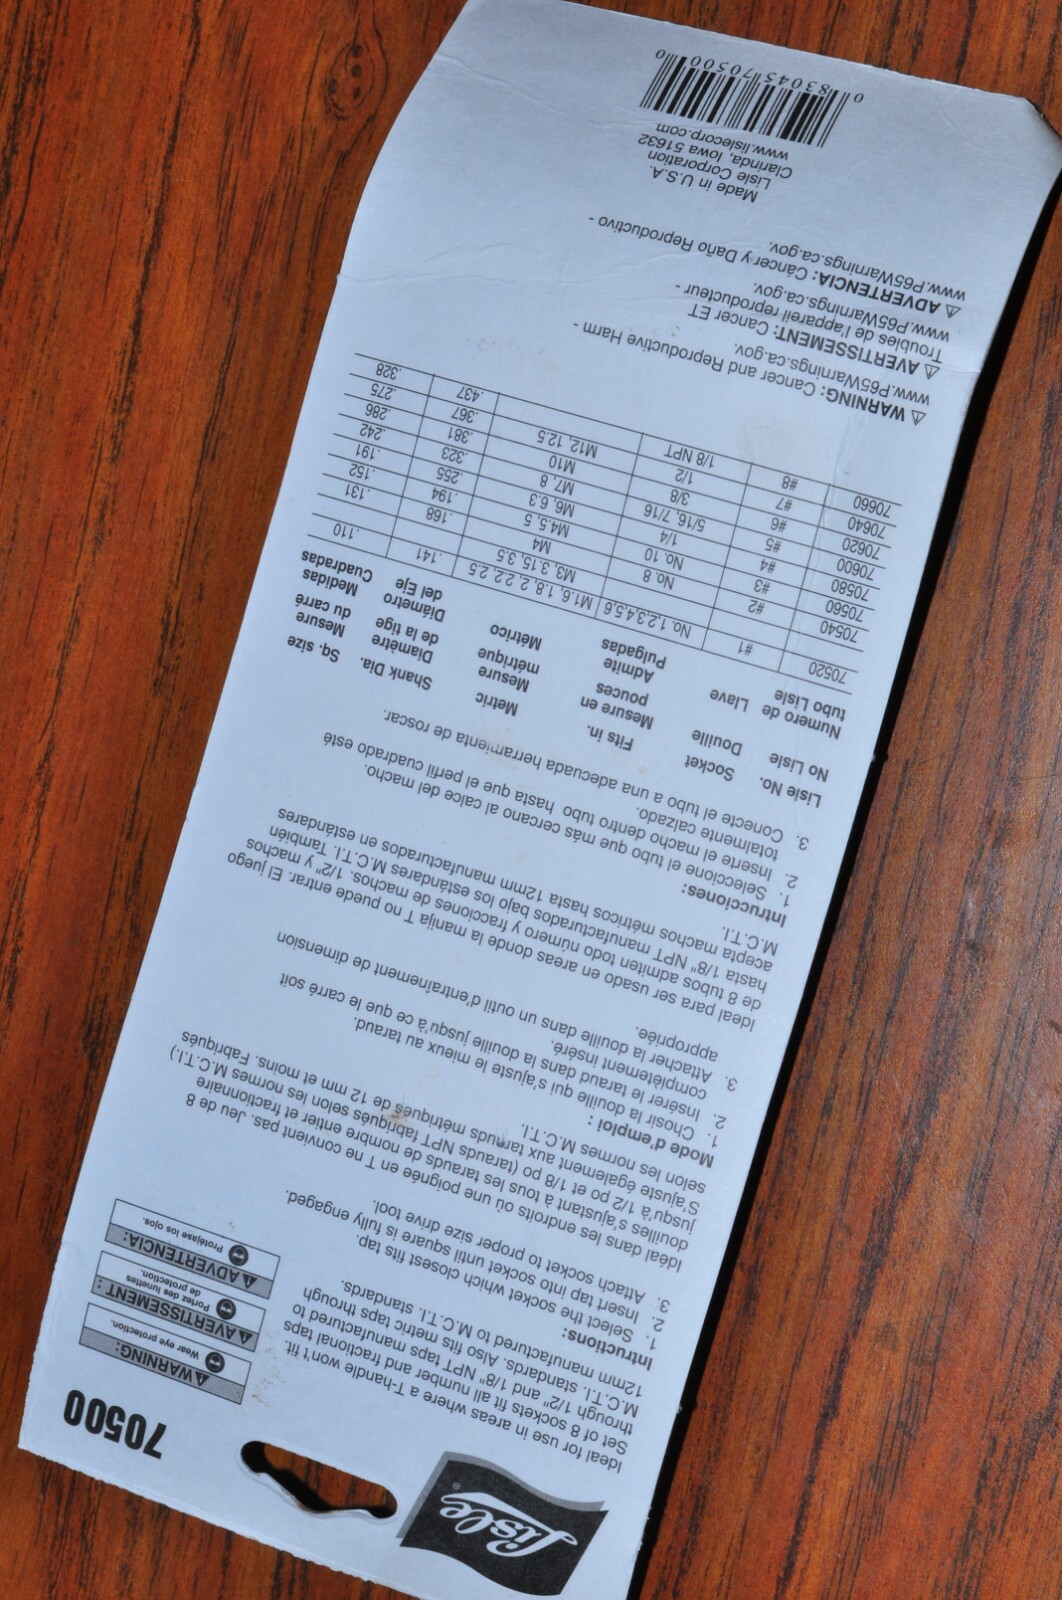 Lisle®
70500
Ideal for use in areas where a T-handle won't fit.
Set of 8 sockets fit all number and fractional taps
through 1/2" and 1/8" NPT taps manufactured to
M.C.T.I. standards. Also fits metric taps through
12mm manufactured to M.C.T.I. standards.
Intructions:
1. Select the socket which closest fits tap.
2. Insert tap into socket until square is fully engaged.
3. Attach socket to proper size drive tool.
⚠WARNING:
Wear eye protection.
⚠AVERTISSEMENT :
Portez des lunettes
de protection.
⚠ADVERTENCIA:
Protéjase los ojos.
Idéal dans les endroits où une poignée en T ne convient pas. Jeu de 8
douilles s'ajustant à tous les tarauds de nombre entier et fractionnaire
jusqu'à 1/2 po et 1/8 po (tarauds NPT fabriqués selon les normes M.C.T.I.)
S'ajuste également aux tarauds métriques de 12 mm et moins. Fabriqués
selon les normes M.C.T.I.
Mode d'emploi :
1. Chosir la douille qui s'ajuste le mieux au taraud.
2. Insérer le taraud dans la douille jusqu'à ce que le carré soit
complètement inséré.
3. Attacher la douille dans un outil d'entraînement de dimension
appropriée.
Ideal para ser usado en areas donde la manija T no puede entrar. El juego
de 8 tubos admiten todo número y fracciones de machos. 1/2" y machos
hasta 1/8" NPT manufacturados bajo los estándares M.C.T.I. También
acepta machos métricos hasta 12mm manufacturados en estándares
M.C.T.I.
Intrucciones:
1. Seleccione el tubo que más cercano al calce del macho.
2. Inserte el macho dentro tubo hasta que el perfil cuadrado esté
totalmente calzado.
3. Conecte el tubo a una adecuada herramienta de roscar.
Lisle No. Socket Fits in. Metric Shank Dia. Sq. size
No Lisle Douille Mesure en pouces Mesure métrique Diamètre de la tige Mesure du carré
Numero de tubo Lisle Llave Admite Pulgadas Métrico Diámetro del Eje Medidas Cuadradas
70520 #1 No. 1,2,3,4,5,6 M1.6, 1.8, 2, 2.2, 2.5 .141 .110
70540 #2 No. 8 M3, 3.15, 3.5 .168 .131
70560 #3 No. 10 M4 .194 .152
70580 #4 1/4 M4.5, 5 .255 .191
70600 #5 5/16, 7/16 M6, 6.3 .323 .242
70620 #6 3/8 M7, 8 .381 .286
70640 #7 1/2 M10 .367 .275
70660 #8 1/8 NPT M12, 12.5 .437 .328
⚠ WARNING: Cancer and Reproductive Harm -
www.P65Warnings.ca.gov.
⚠ AVERTISSEMENT: Cancer ET
Troubles de l'appareil reproducteur -
www.P65Warnings.ca.gov.
⚠ ADVERTENCIA: Cáncer y Daño Reproductivo -
www.P65Warnings.ca.gov.
Made in U.S.A
Lisle Corporation
Clarinda, Iowa 51632
www.lislecorp.com
0 83045 70500 0